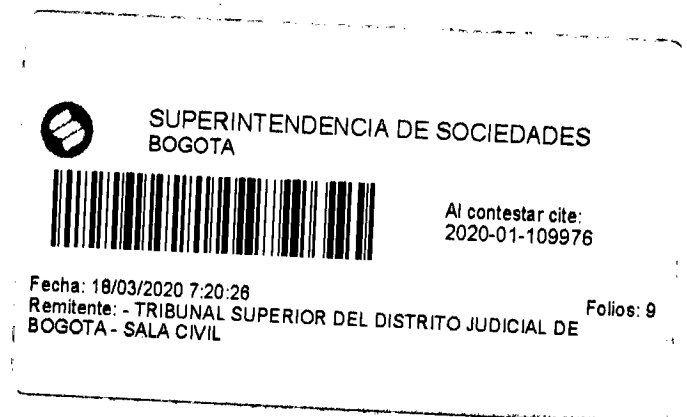 SUPERINTENDENCIA DE SOCIEDADES
BOGOTA
Al contestar cite:
2020-01-109976
Fecha: 18/03/2020 7:20:26
Folios: 9
Remitente: - TRIBUNAL SUPERIOR DEL DISTRITO JUDICIAL DE
BOGOTA - SALA CIVIL